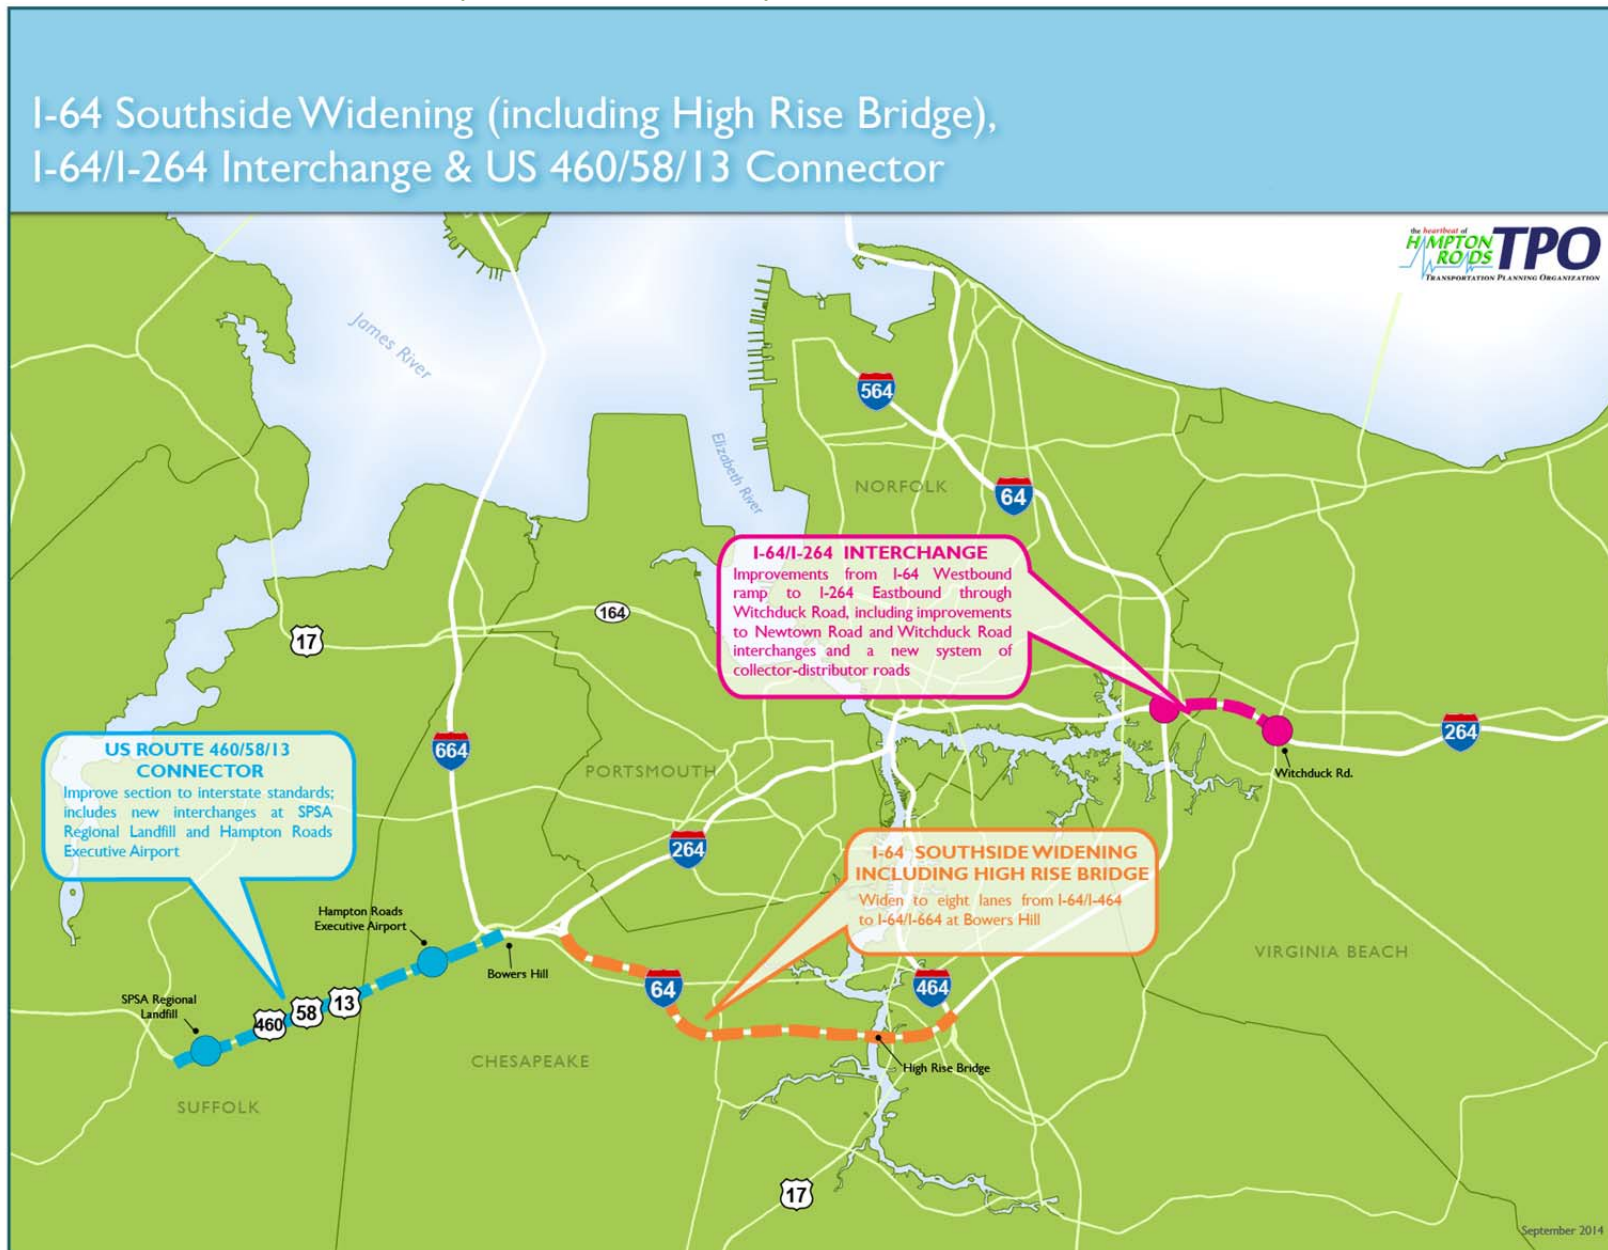 I-64 Southside Widening (including High Rise Bridge),
I-64/I-264 Interchange & US 460/58/13 Connector
the heartbeat of
HAMPTON
ROADS
TPO
TRANSPORTATION PLANNING ORGANIZATION
James River
Elizabeth River
564
NORFOLK
64
I-64/I-264 INTERCHANGE
Improvements from I-64 Westbound
ramp to I-264 Eastbound through
Witchduck Road, including improvements
to Newtown Road and Witchduck Road
interchanges and a new system of
collector-distributor roads
164
17
664
US ROUTE 460/58/13
CONNECTOR
Improve section to interstate standards;
includes new interchanges at SPSA
Regional Landfill and Hampton Roads
Executive Airport
PORTSMOUTH
264
264
Witchduck Rd.
I-64 SOUTHSIDE WIDENING
INCLUDING HIGH RISE BRIDGE
Widen to eight lanes from I-64/I-464
to I-64/I-664 at Bowers Hill
Hampton Roads
Executive Airport
Bowers Hill
VIRGINIA BEACH
64
464
SPSA Regional
Landfill
460
58
13
CHESAPEAKE
High Rise Bridge
SUFFOLK
17
September 2014